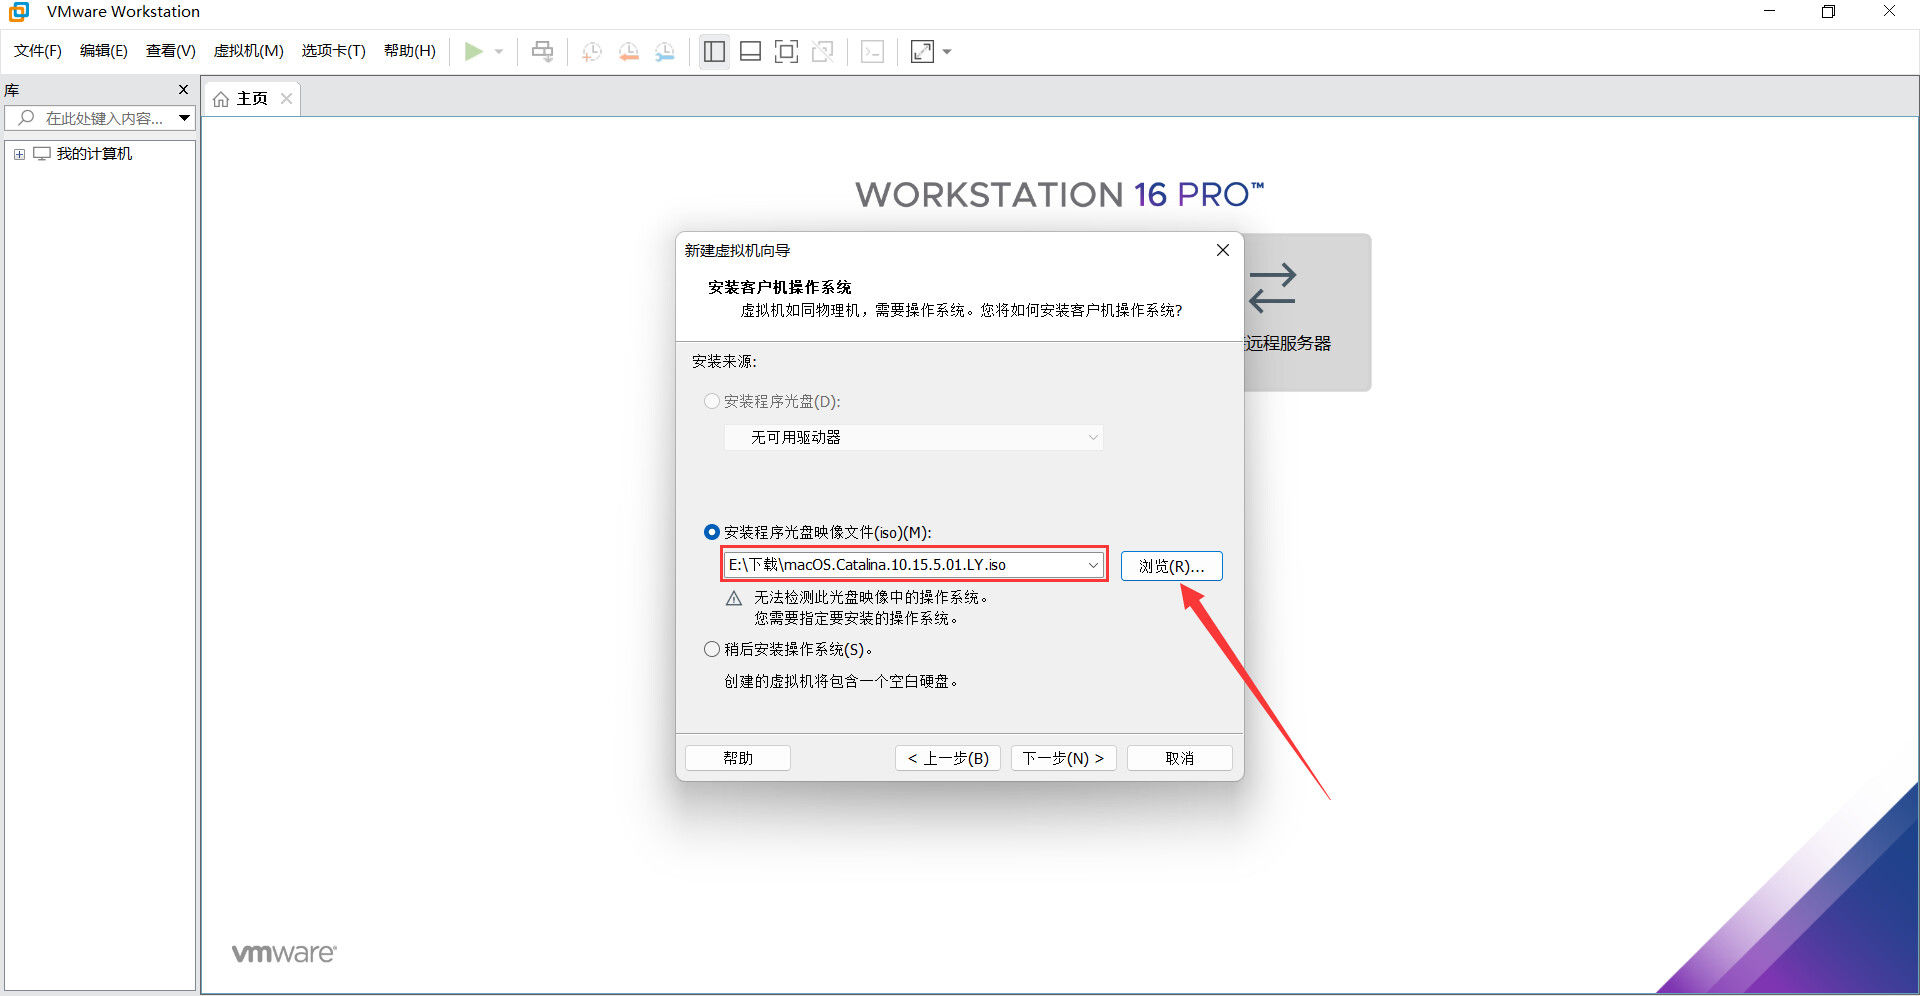 VMware Workstation
文件(F) 编辑(E) 查看(V) 虚拟机(M) 选项卡(T) 帮助(H)
库
主页
在此处键入内容...
我的计算机
WORKSTATION 16 PRO™
新建虚拟机向导
安装客户机操作系统
虚拟机如同物理机，需要操作系统。您将如何安装客户机操作系统?
远程服务器
安装来源:
安装程序光盘(D):
无可用驱动器
安装程序光盘映像文件(iso)(M):
E:\下载\macOS.Catalina.10.15.5.01.LY.iso
浏览(R)...
无法检测此光盘映像中的操作系统。
您需要指定要安装的操作系统。
稍后安装操作系统(S)。
创建的虚拟机将包含一个空白硬盘。
帮助
< 上一步(B)
下一步(N) >
取消
vmware®